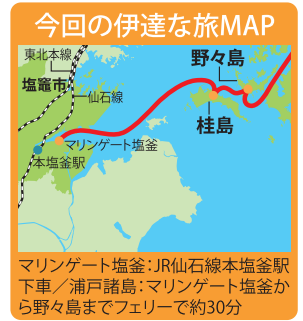 今回の伊達な旅MAP
東北本線
野々島
塩竈市
仙石線
桂島
マリンゲート塩釜
本塩釜駅
マリンゲート塩釜:JR仙石線本塩釜駅
下車/浦戸諸島:マリンゲート塩釜か
ら野々島までフェリーで約30分